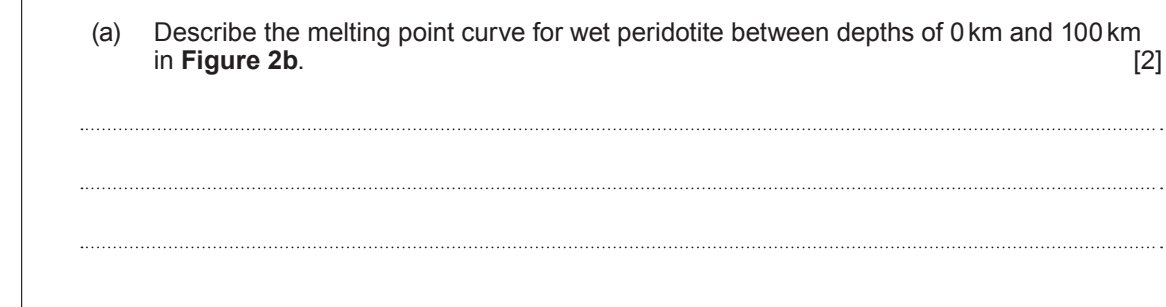 (a) Describe the melting point curve for wet peridotite between depths of 0 km and 100 km
in Figure 2b. [2]